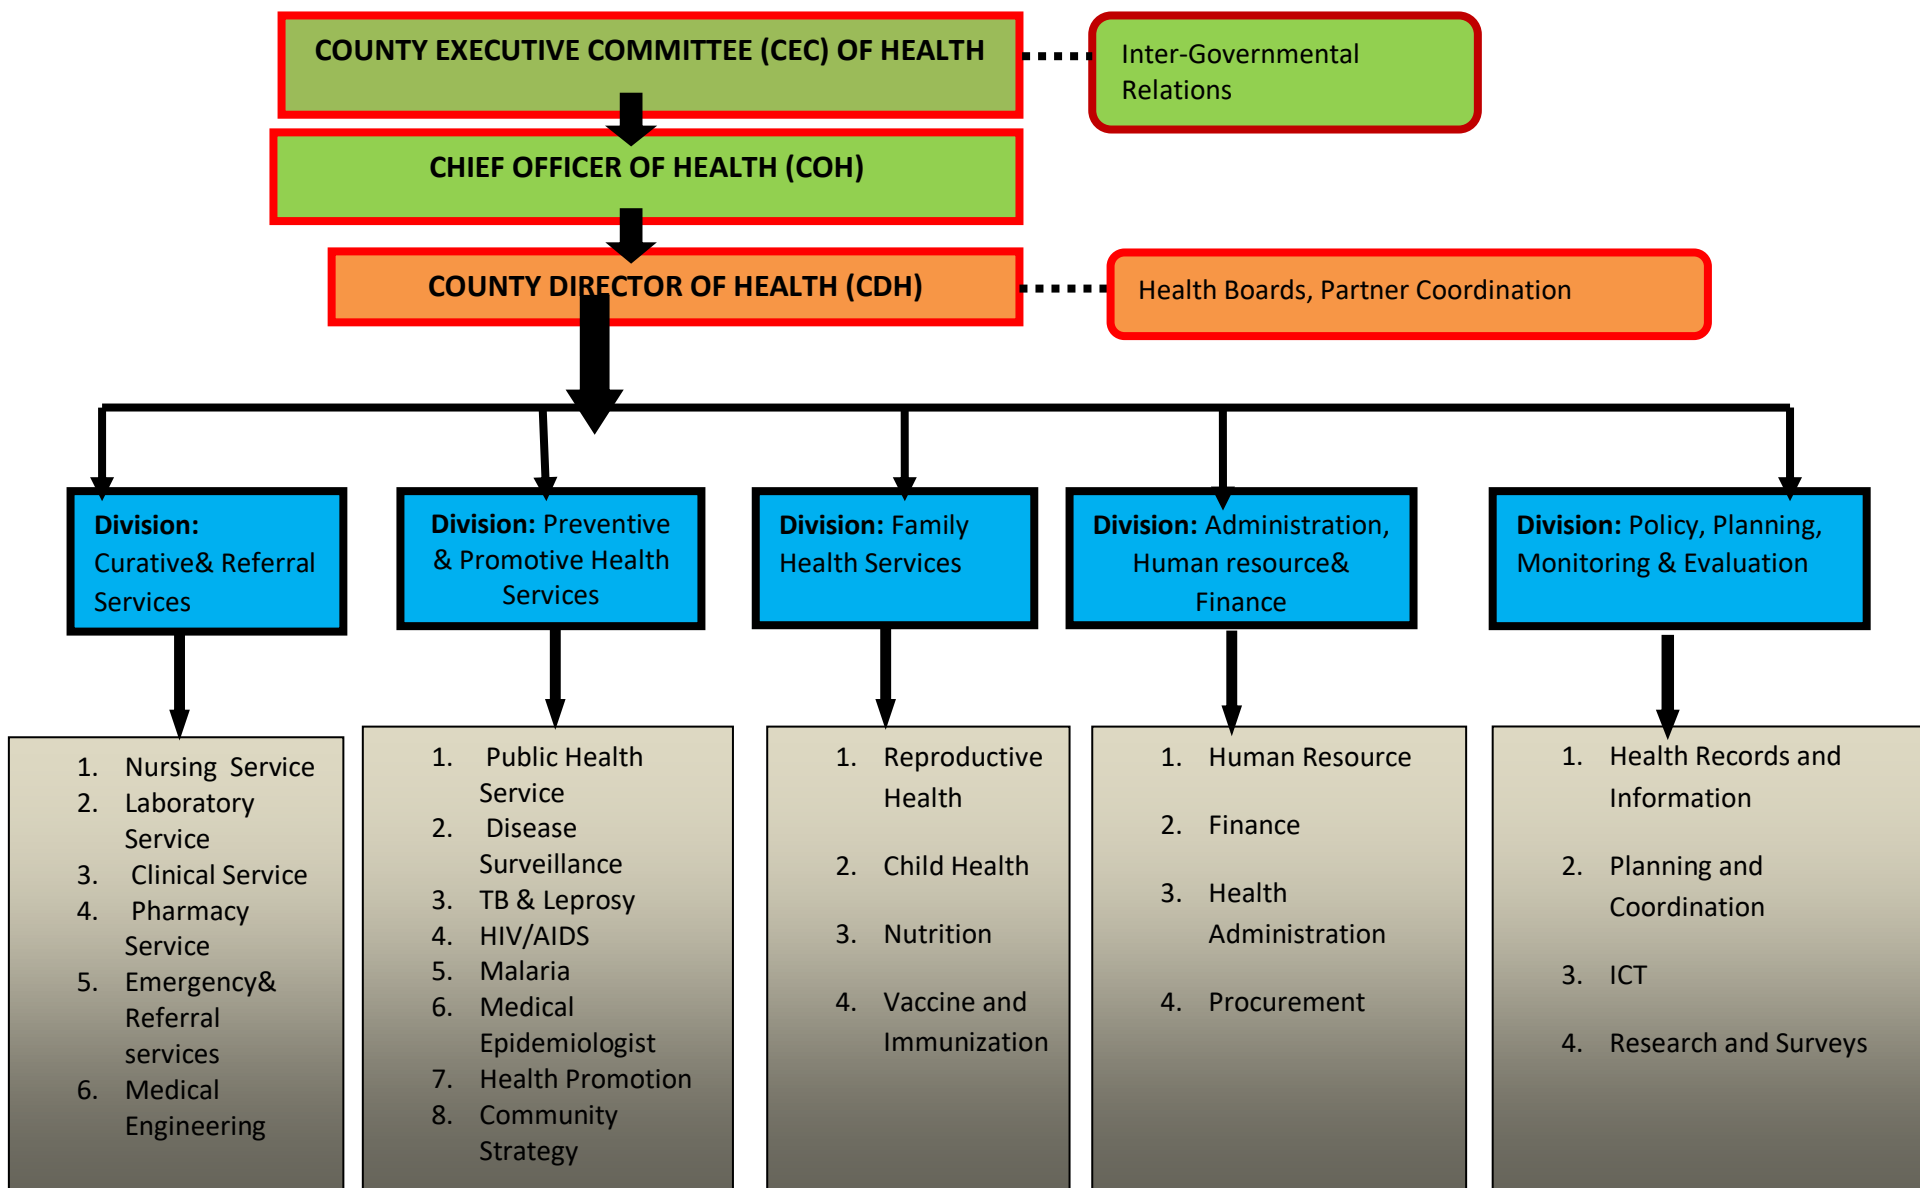 COUNTY EXECUTIVE COMMITTEE (CEC) OF HEALTH
Inter-Governmental
Relations
CHIEF OFFICER OF HEALTH (COH)
COUNTY DIRECTOR OF HEALTH (CDH)
Health Boards, Partner Coordination
Division:
Curative& Referral
Services
Division: Preventive
& Promotive Health
Services
Division: Family
Health Services
Division: Administration,
Human resource&
Finance
Division: Policy, Planning,
Monitoring & Evaluation
1. Nursing Service
2. Laboratory
Service
3. Clinical Service
4. Pharmacy
Service
5. Emergency&
Referral
services
6. Medical
Engineering
1. Public Health
Service
2. Disease
Surveillance
3. TB & Leprosy
4. HIV/AIDS
5. Malaria
6. Medical
Epidemiologist
7. Health Promotion
8. Community
Strategy
1. Reproductive
Health
2. Child Health
3. Nutrition
4. Vaccine and
Immunization
1. Human Resource
2. Finance
3. Health
Administration
4. Procurement
1. Health Records and
Information
2. Planning and
Coordination
3. ICT
4. Research and Surveys